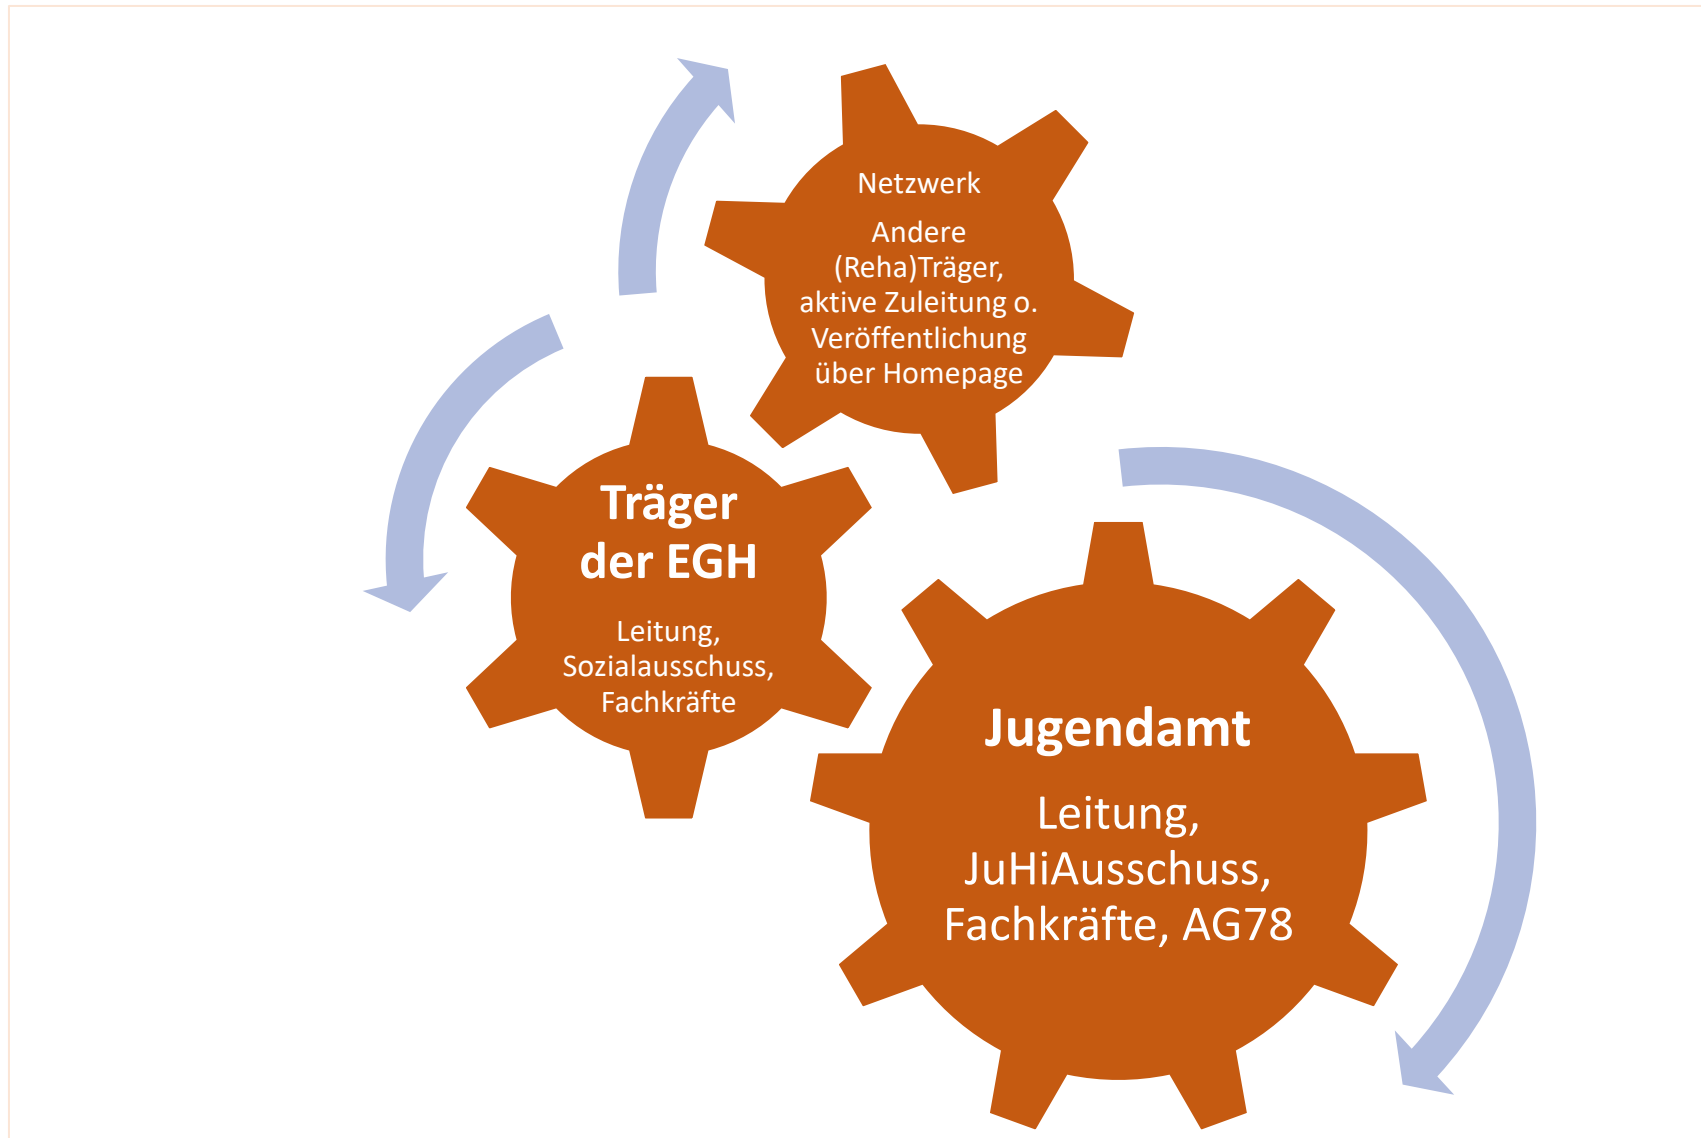 Netzwerk
Andere
(Reha)Träger,
aktive Zuleitung o.
Veröffentlichung
über Homepage
Träger
der EGH
Leitung,
Sozialausschuss,
Fachkräfte
Jugendamt
Leitung,
JuHiAusschuss,
Fachkräfte, AG78